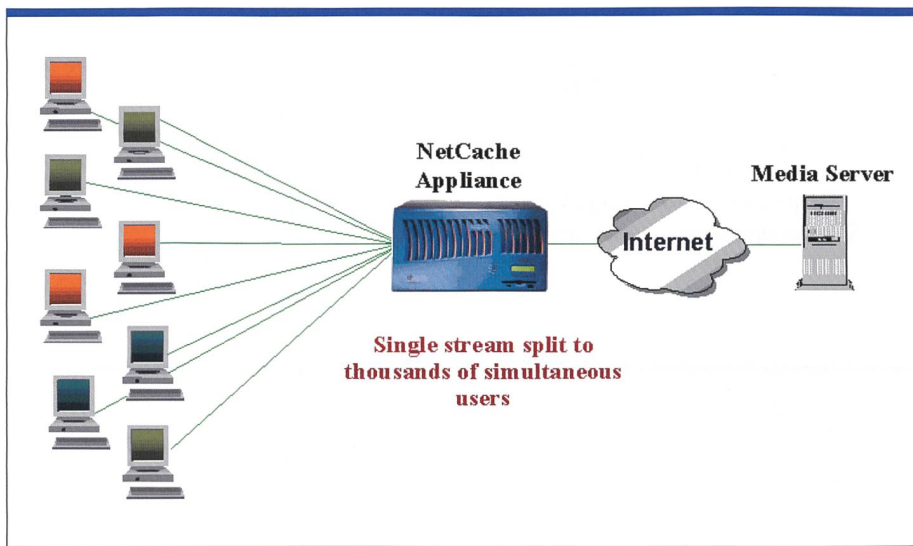 NetCache
Appliance
Media Server
Internet
Single stream split to
thousands of simultaneous
users